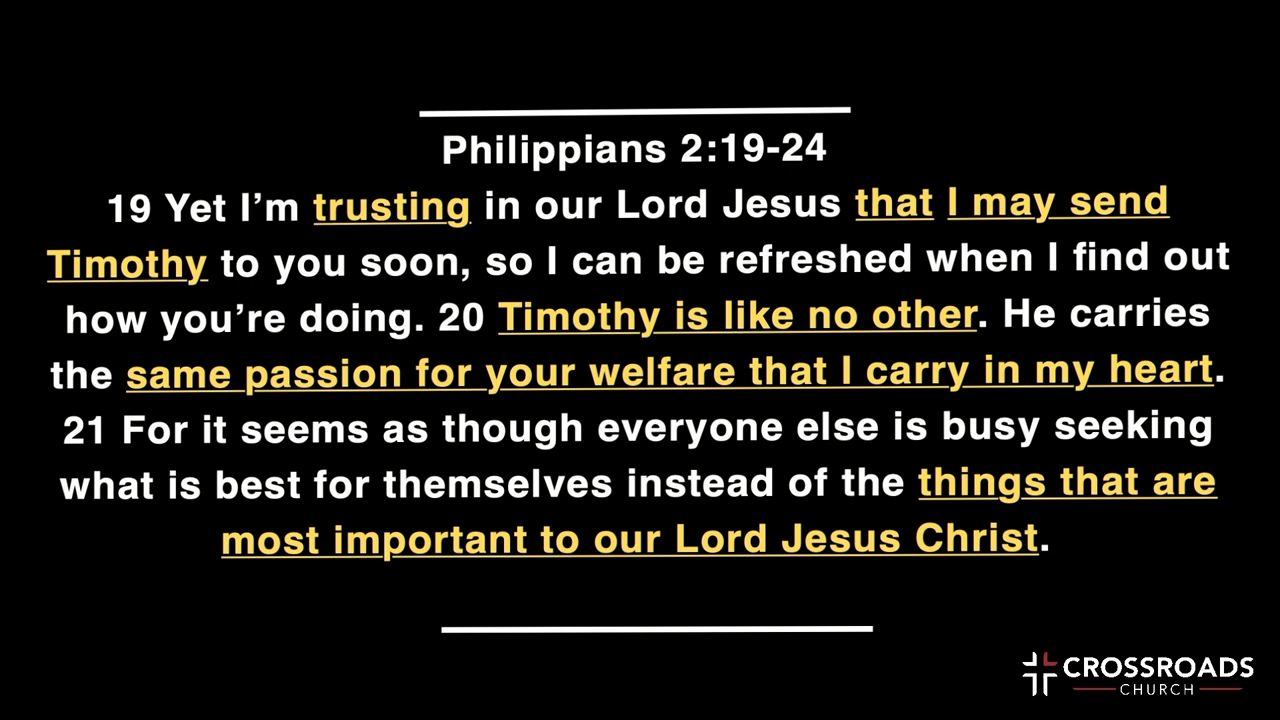 Philippians 2:19-24
19 Yet I’m trusting in our Lord Jesus that I may send
Timothy to you soon, so I can be refreshed when I find out
how you’re doing. 20 Timothy is like no other. He carries
the same passion for your welfare that I carry in my heart.
21 For it seems as though everyone else is busy seeking
what is best for themselves instead of the things that are
most important to our Lord Jesus Christ.
CROSSROADS
CHURCH